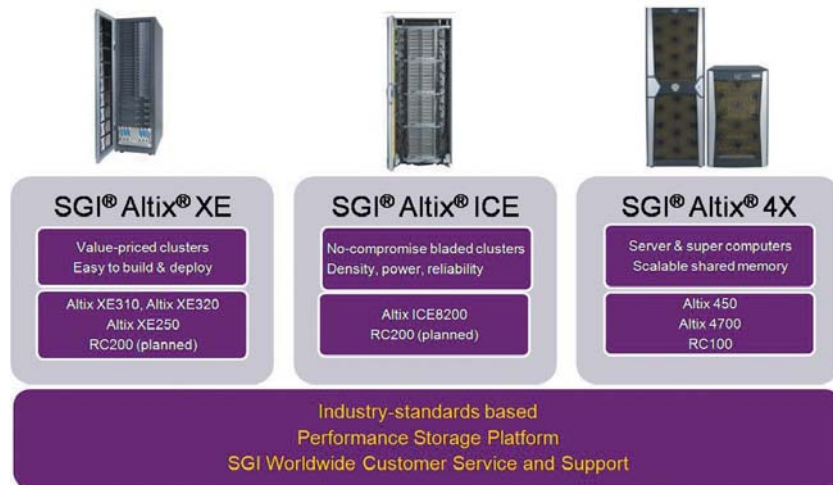 SGI® Altix® XE
Value-priced clusters
Easy to build & deploy
Altix XE310, Altix XE320
Altix XE250
RC200 (planned)
SGI® Altix® ICE
No-compromise bladed clusters
Density, power, reliability
Altix ICE8200
RC200 (planned)
SGI® Altix® 4X
Server & super computers
Scalable shared memory
Altix 450
Altix 4700
RC100
Industry-standards based
Performance Storage Platform
SGI Worldwide Customer Service and Support